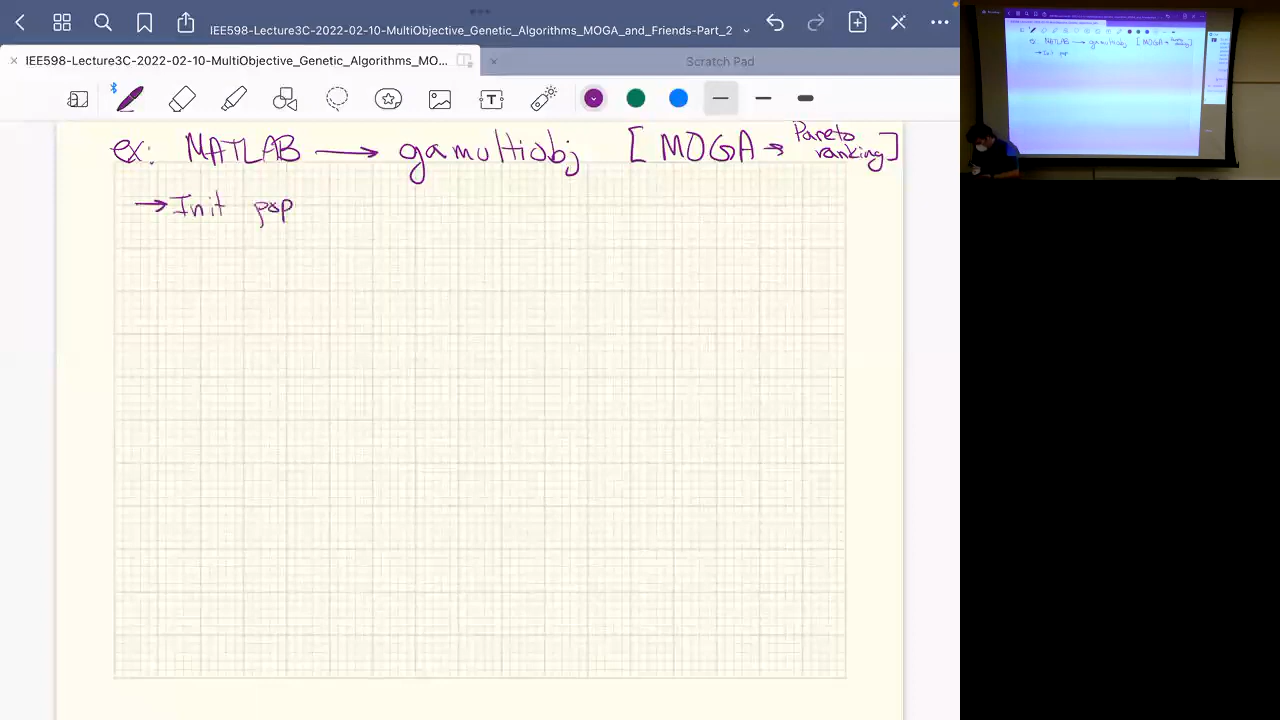 IEE598-Lecture3C-2022-02-10-MultiObjective_Genetic_Algorithms_MOGA_and_Friends-Part_2
IEE598-Lecture3C-2022-02-10-MultiObjective_Genetic_Algorithms_MO...
Scratch Pad
ex: MATLAB → gamultiobj [MOGA → Pareto ranking]
→ Init pop